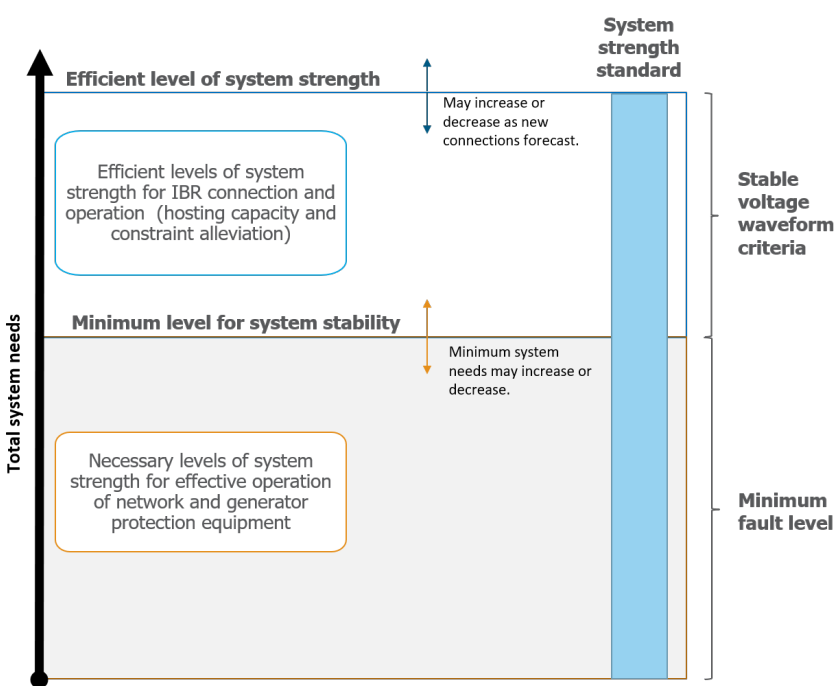 System
strength
standard
Efficient level of system strength
May increase or
decrease as new
connections forecast.
Efficient levels of system
strength for IBR connection and
operation (hosting capacity and
constraint alleviation)
Stable
voltage
waveform
criteria
Minimum level for system stability
Minimum system
needs may increase or
decrease.
Total system needs
Necessary levels of system
strength for effective operation
of network and generator
protection equipment
Minimum
fault level